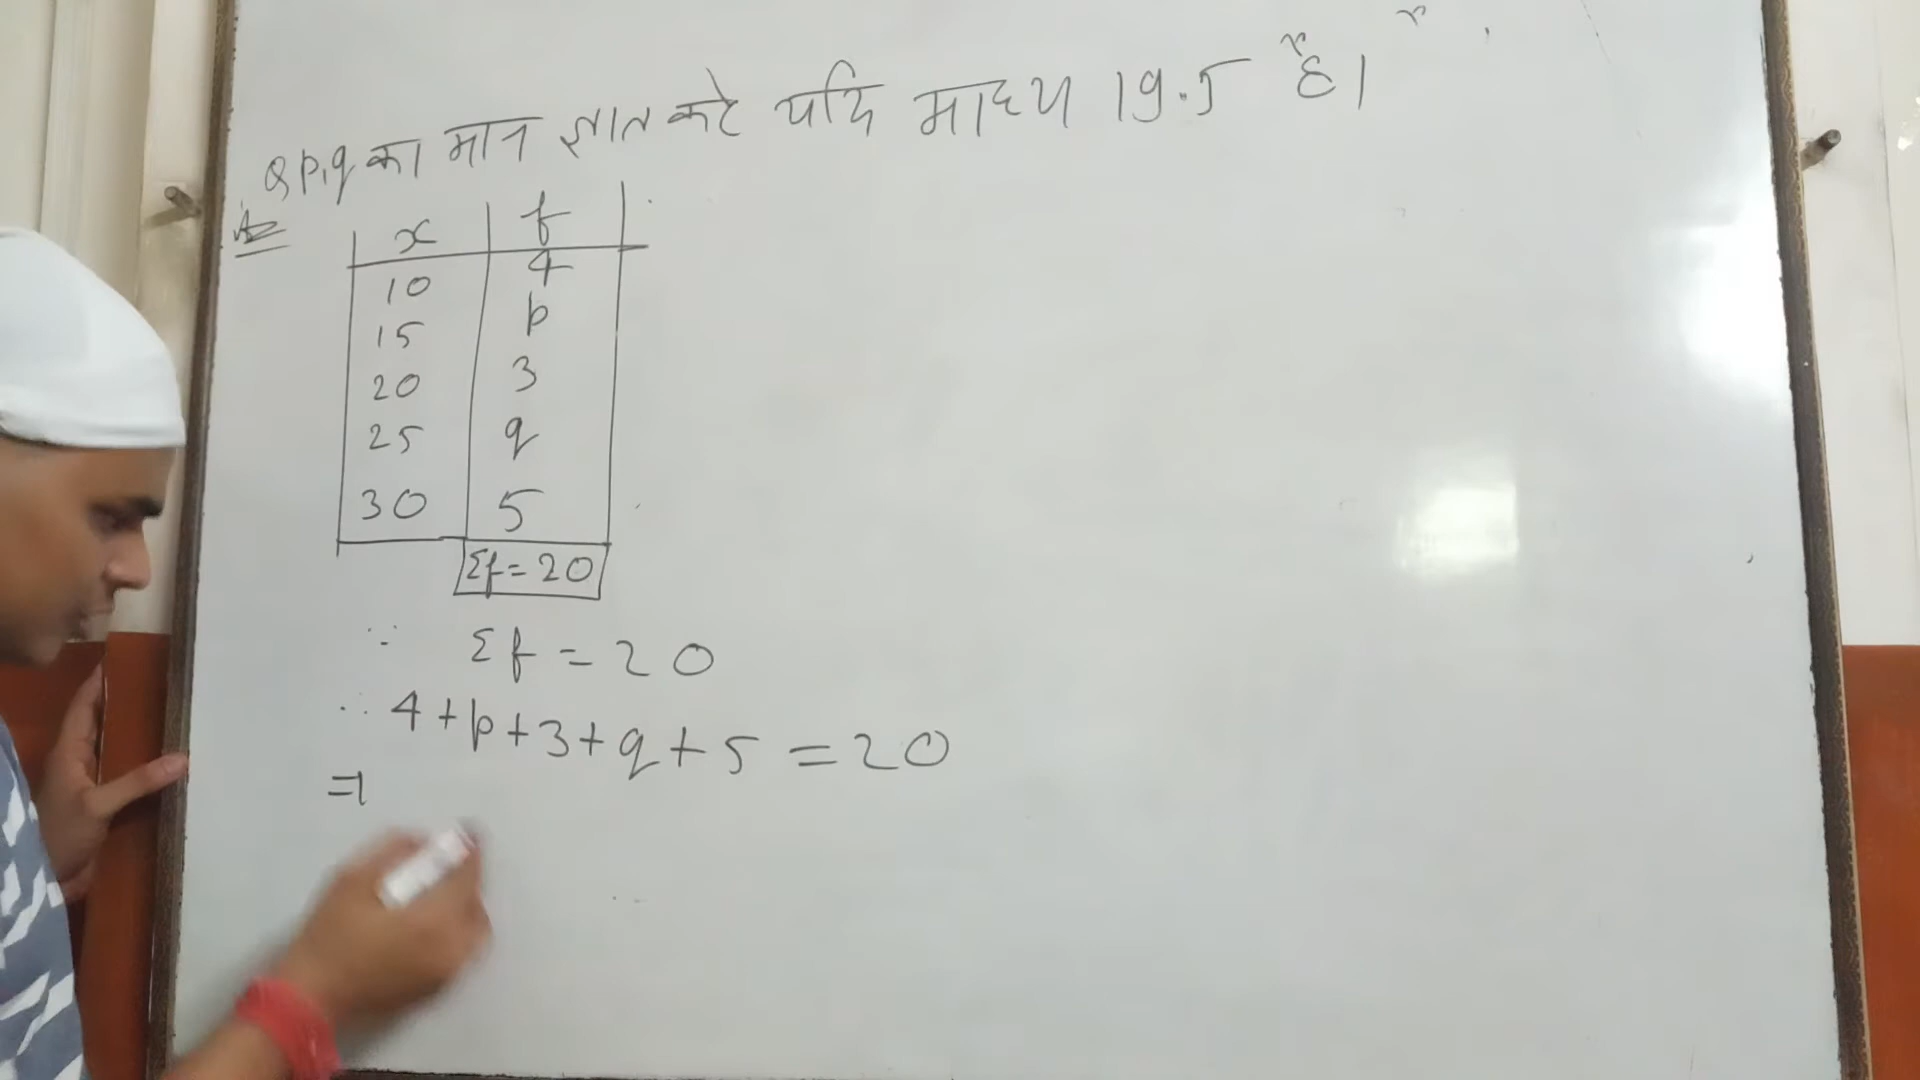 Q p,q का मान ज्ञात करे यदि माध्य 19.5 है।
x f
10 4
15 p
20 3
25 q
30 5
Σf = 20
∵ Σf = 20
∴ 4+p+3+q+5 = 20
⇒